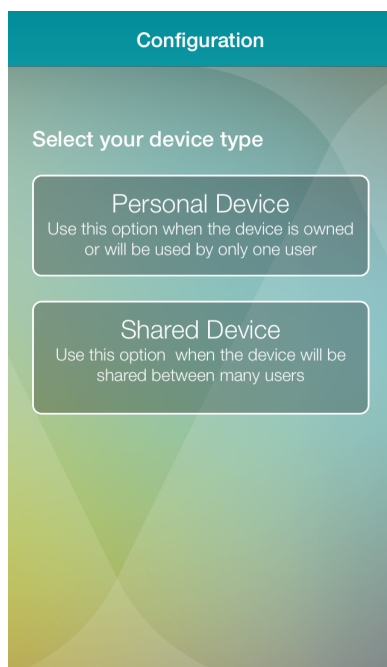 Configuration
Select your device type
Personal Device
Use this option when the device is owned
or will be used by only one user
Shared Device
Use this option  when the device will be
shared between many users